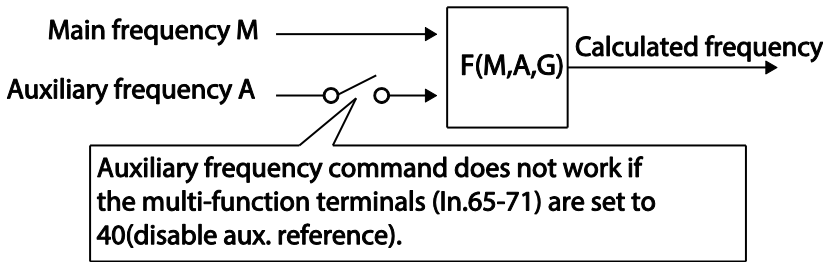 Main frequency M
Auxiliary frequency A
F(M,A,G)
Calculated frequency
Auxiliary frequency command does not work if
the multi-function terminals (In.65-71) are set to
40(disable aux. reference).